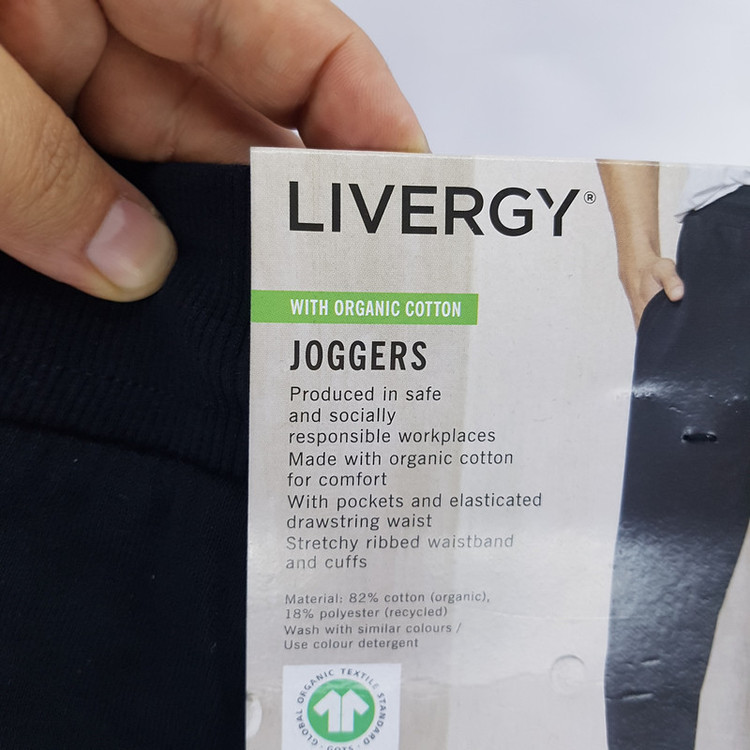 LIVERGY®
WITH ORGANIC COTTON
JOGGERS
Produced in safe
and socially
responsible workplaces
Made with organic cotton
for comfort
With pockets and elasticated
drawstring waist
Stretchy ribbed waistband
and cuffs
Material: 82% cotton (organic),
18% polyester (recycled)
Wash with similar colours /
Use colour detergent
GLOBAL ORGANIC TEXTILE STANDARD
· GOTS ·